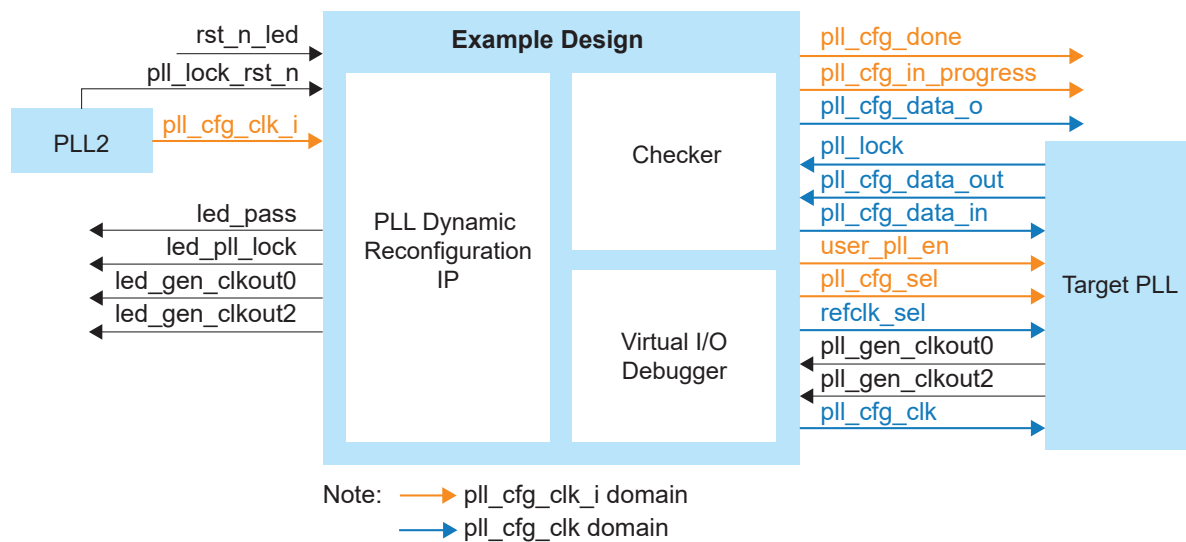 Example Design
rst_n_led
pll_lock_rst_n
PLL2
pll_cfg_clk_i
led_pass
led_pll_lock
led_gen_clkout0
led_gen_clkout2
PLL Dynamic
Reconfiguration
IP
Checker
Virtual I/O
Debugger
pll_cfg_done
pll_cfg_in_progress
pll_cfg_data_o
pll_lock
pll_cfg_data_out
pll_cfg_data_in
user_pll_en
pll_cfg_sel
refclk_sel
pll_gen_clkout0
pll_gen_clkout2
pll_cfg_clk
Target PLL
Note: pll_cfg_clk_i domain
pll_cfg_clk domain